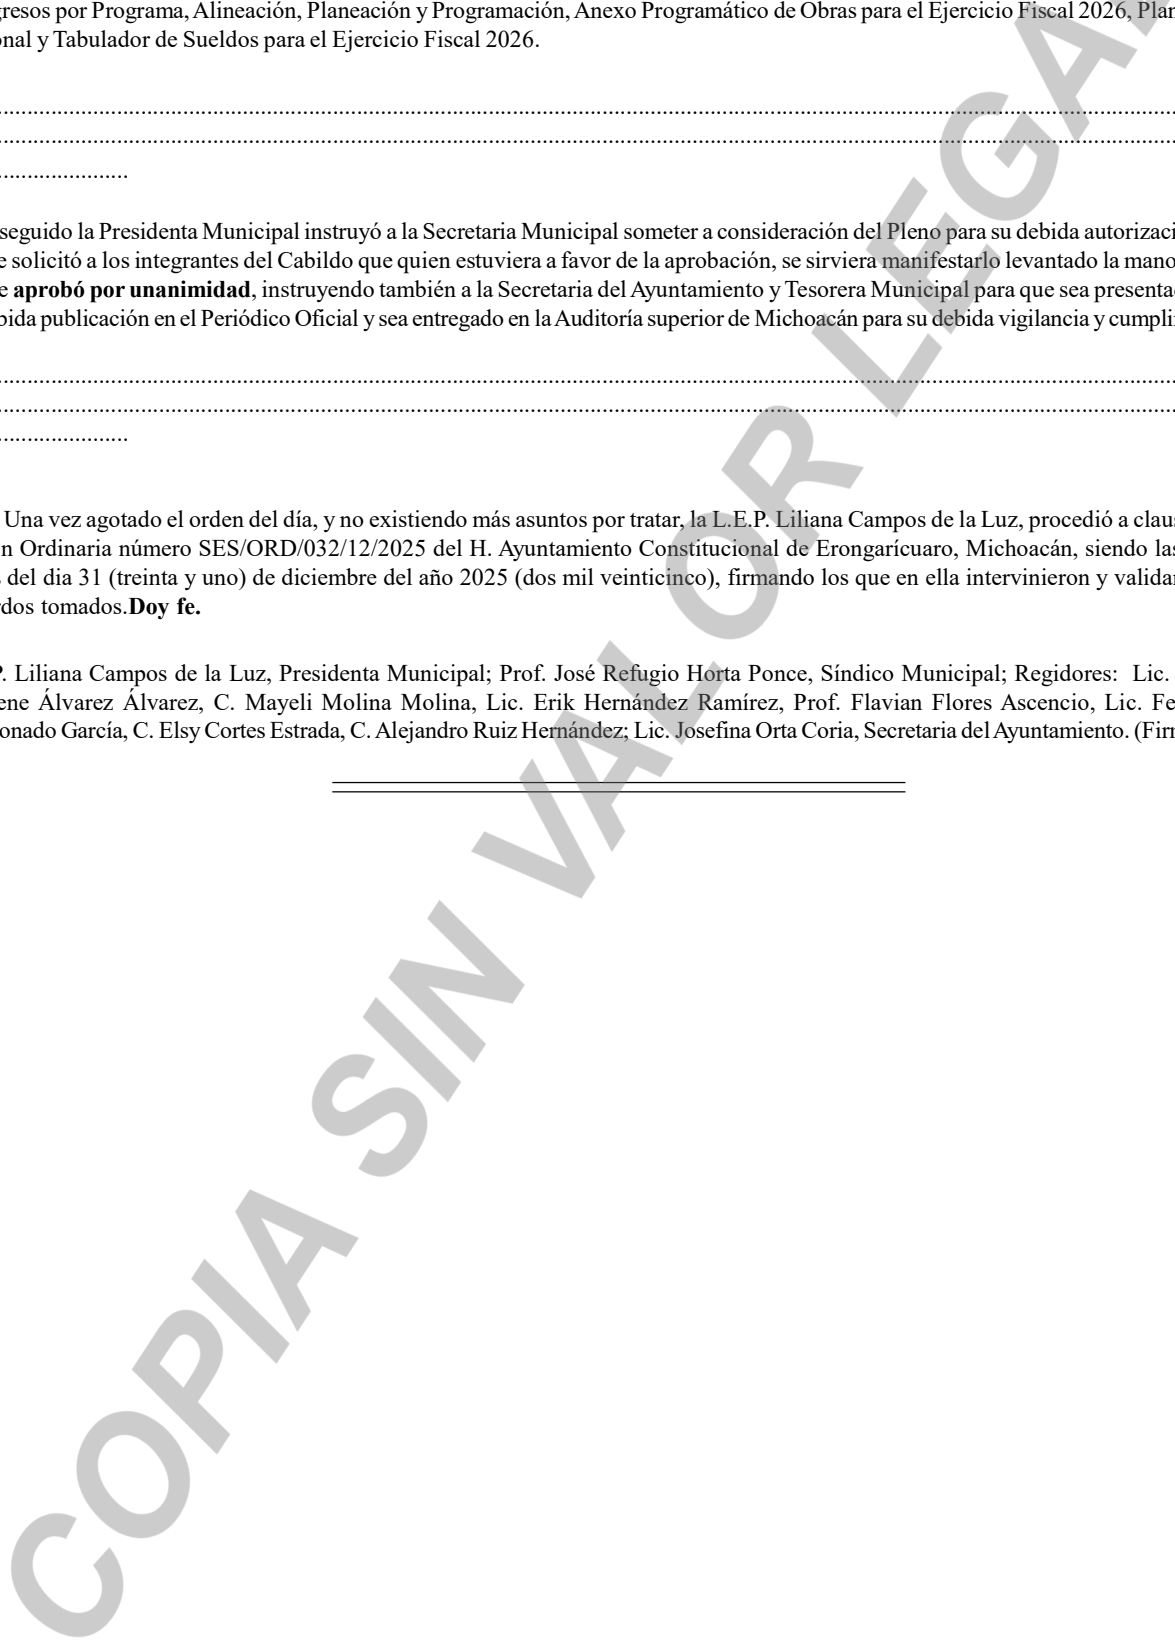 gresos por Programa, Alineación, Planeación y Programación, Anexo Programático de Obras para el Ejercicio Fiscal 2026, Plan
onal y Tabulador de Sueldos para el Ejercicio Fiscal 2026.
seguido la Presidenta Municipal instruyó a la Secretaria Municipal someter a consideración del Pleno para su debida autorizaci
e solicitó a los integrantes del Cabildo que quien estuviera a favor de la aprobación, se sirviera manifestarlo levantado la mano
e aprobó por unanimidad, instruyendo también a la Secretaria del Ayuntamiento y Tesorera Municipal para que sea presenta
bida publicación en el Periódico Oficial y sea entregado en la Auditoría superior de Michoacán para su debida vigilancia y cumpli
Una vez agotado el orden del día, y no existiendo más asuntos por tratar, la L.E.P. Liliana Campos de la Luz, procedió a claus
n Ordinaria número SES/ORD/032/12/2025 del H. Ayuntamiento Constitucional de Erongarícuaro, Michoacán, siendo las
del dia 31 (treinta y uno) de diciembre del año 2025 (dos mil veinticinco), firmando los que en ella intervinieron y valida
rdos tomados.Doy fe.
P. Liliana Campos de la Luz, Presidenta Municipal; Prof. José Refugio Horta Ponce, Síndico Municipal; Regidores: Lic.
ene Álvarez Álvarez, C. Mayeli Molina Molina, Lic. Erik Hernández Ramírez, Prof. Flavian Flores Ascencio, Lic. Fe
onado García, C. Elsy Cortes Estrada, C. Alejandro Ruiz Hernández; Lic. Josefina Orta Coria, Secretaria del Ayuntamiento. (Fir
COPIA SIN VALOR LEGAL